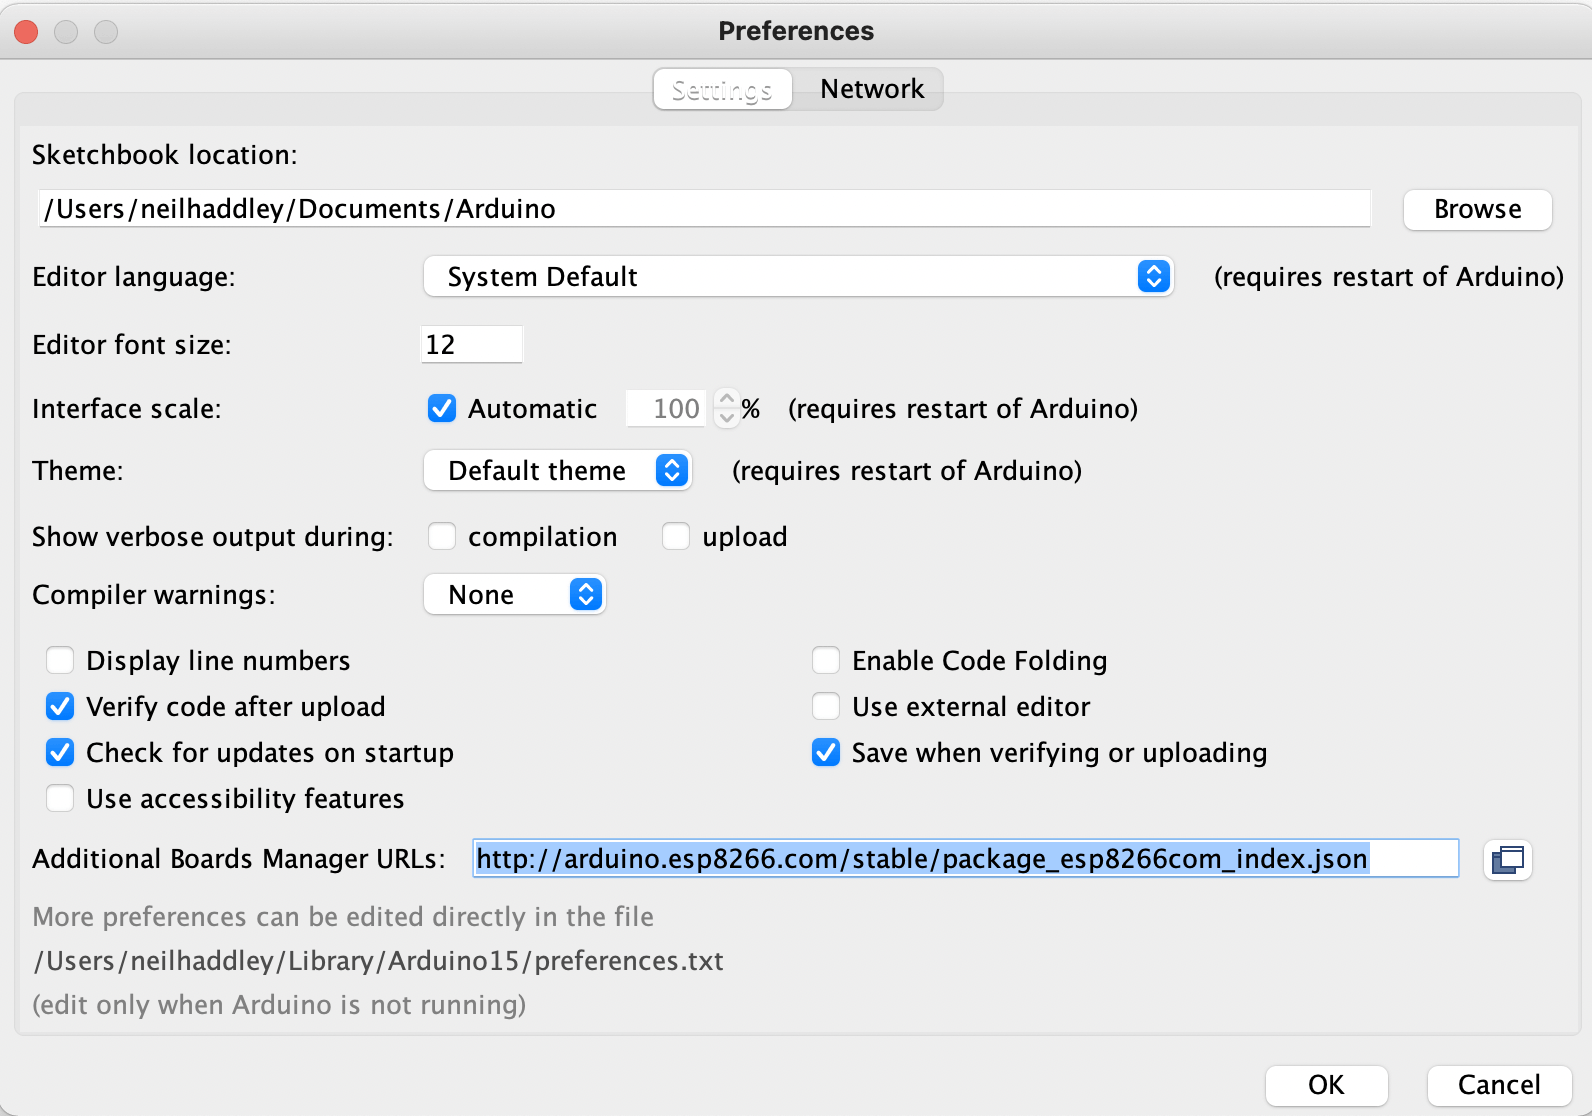 Preferences
Settings Network
Sketchbook location:
/Users/neilhaddley/Documents/Arduino Browse
Editor language: System Default (requires restart of Arduino)
Editor font size: 12
Interface scale: Automatic 100 % (requires restart of Arduino)
Theme: Default theme (requires restart of Arduino)
Show verbose output during: compilation upload
Compiler warnings: None
Display line numbers Enable Code Folding
Verify code after upload Use external editor
Check for updates on startup Save when verifying or uploading
Use accessibility features
Additional Boards Manager URLs: http://arduino.esp8266.com/stable/package_esp8266com_index.json
More preferences can be edited directly in the file
/Users/neilhaddley/Library/Arduino15/preferences.txt
(edit only when Arduino is not running)
OK Cancel